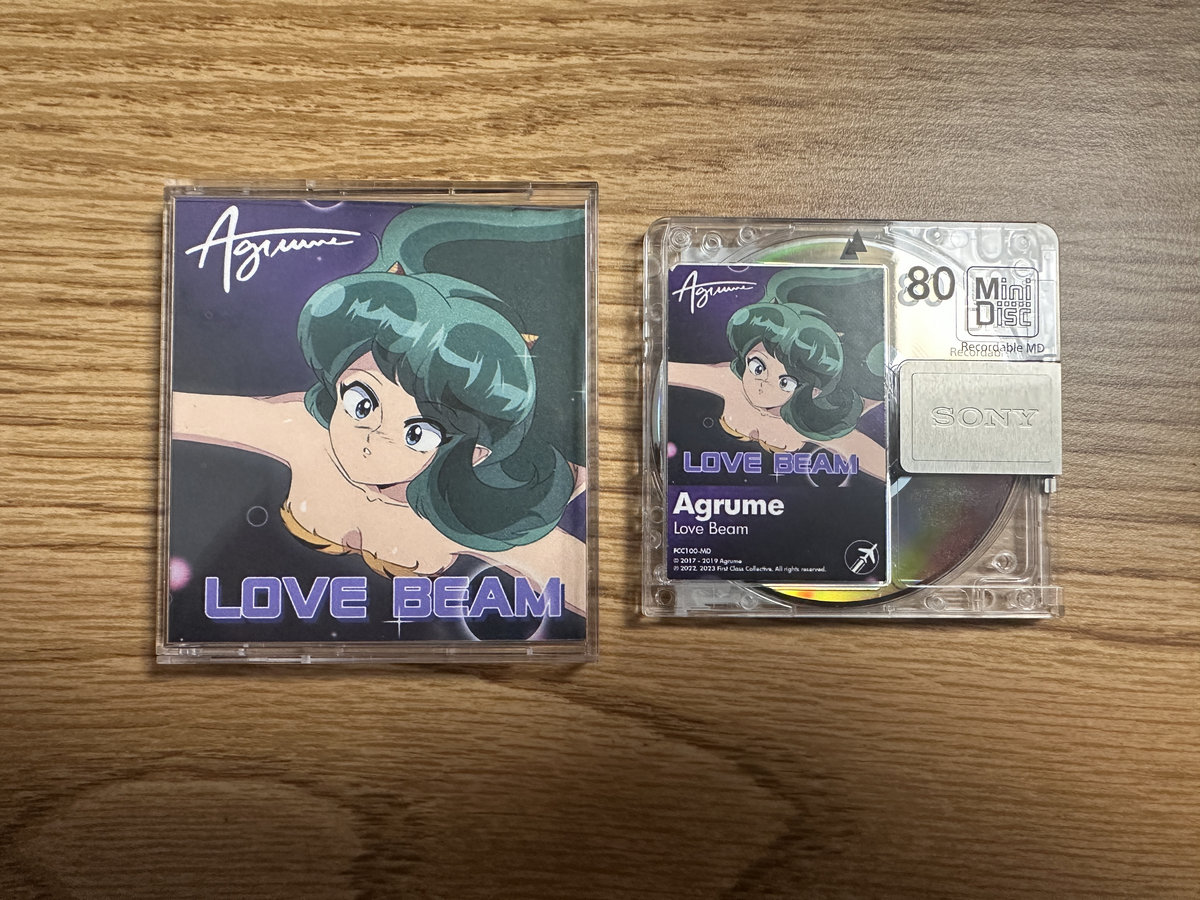 Agrume
LOVE BEAM
80
Mini
Disc
Recordable MD
SONY
Agrume
LOVE BEAM
Agrume
Love Beam
FCC100-MD
© 2017 - 2019 Agrume
℗ 2022, 2023 First Class Collective. All rights reserved.